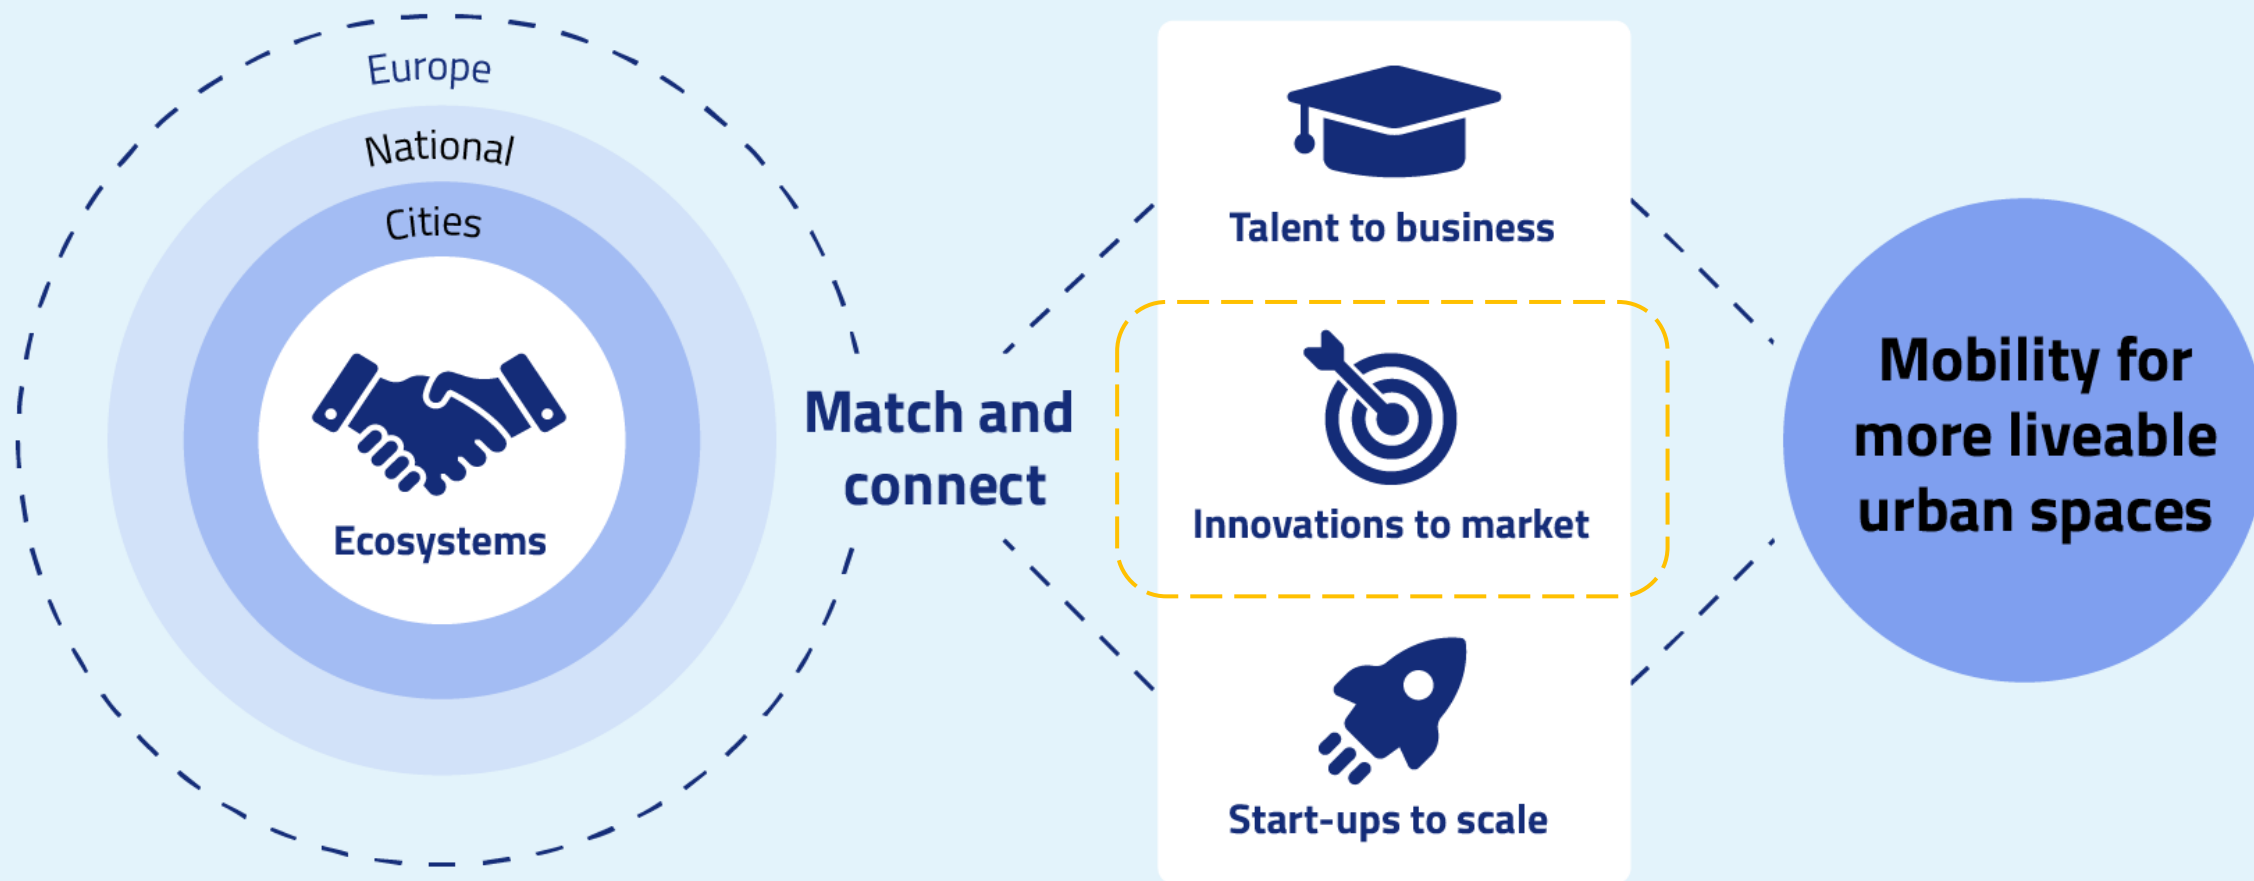 Europe
National
Cities
Ecosystems
Match and
connect
Talent to business
Innovations to market
Start-ups to scale
Mobility for
more liveable
urban spaces